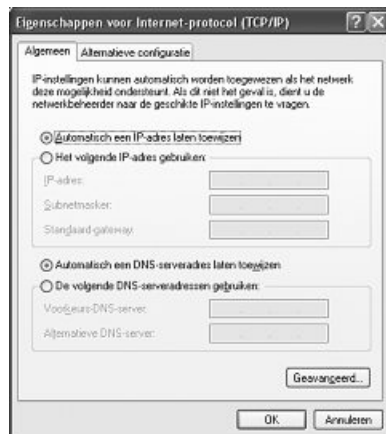 Eigenschappen voor Internet-protocol (TCP/IP)
Algemeen
Alternatieve configuratie
IP-instellingen kunnen automatisch worden toegewezen als het netwerk
deze mogelijkheid ondersteunt. Als dit niet het geval is, dient u de
netwerkbeheerder naar de geschikte IP-instellingen te vragen.
Automatisch een IP-adres laten toewijzen
Het volgende IP-adres gebruiken:
IP-adres:
Subnetmasker:
Standaard-gateway:
Automatisch een DNS-serveradres laten toewijzen
De volgende DNS-serveradressen gebruiken:
Voorkeurs-DNS-server:
Alternatieve DNS-server:
Geavanceerd...
OK
Annuleren